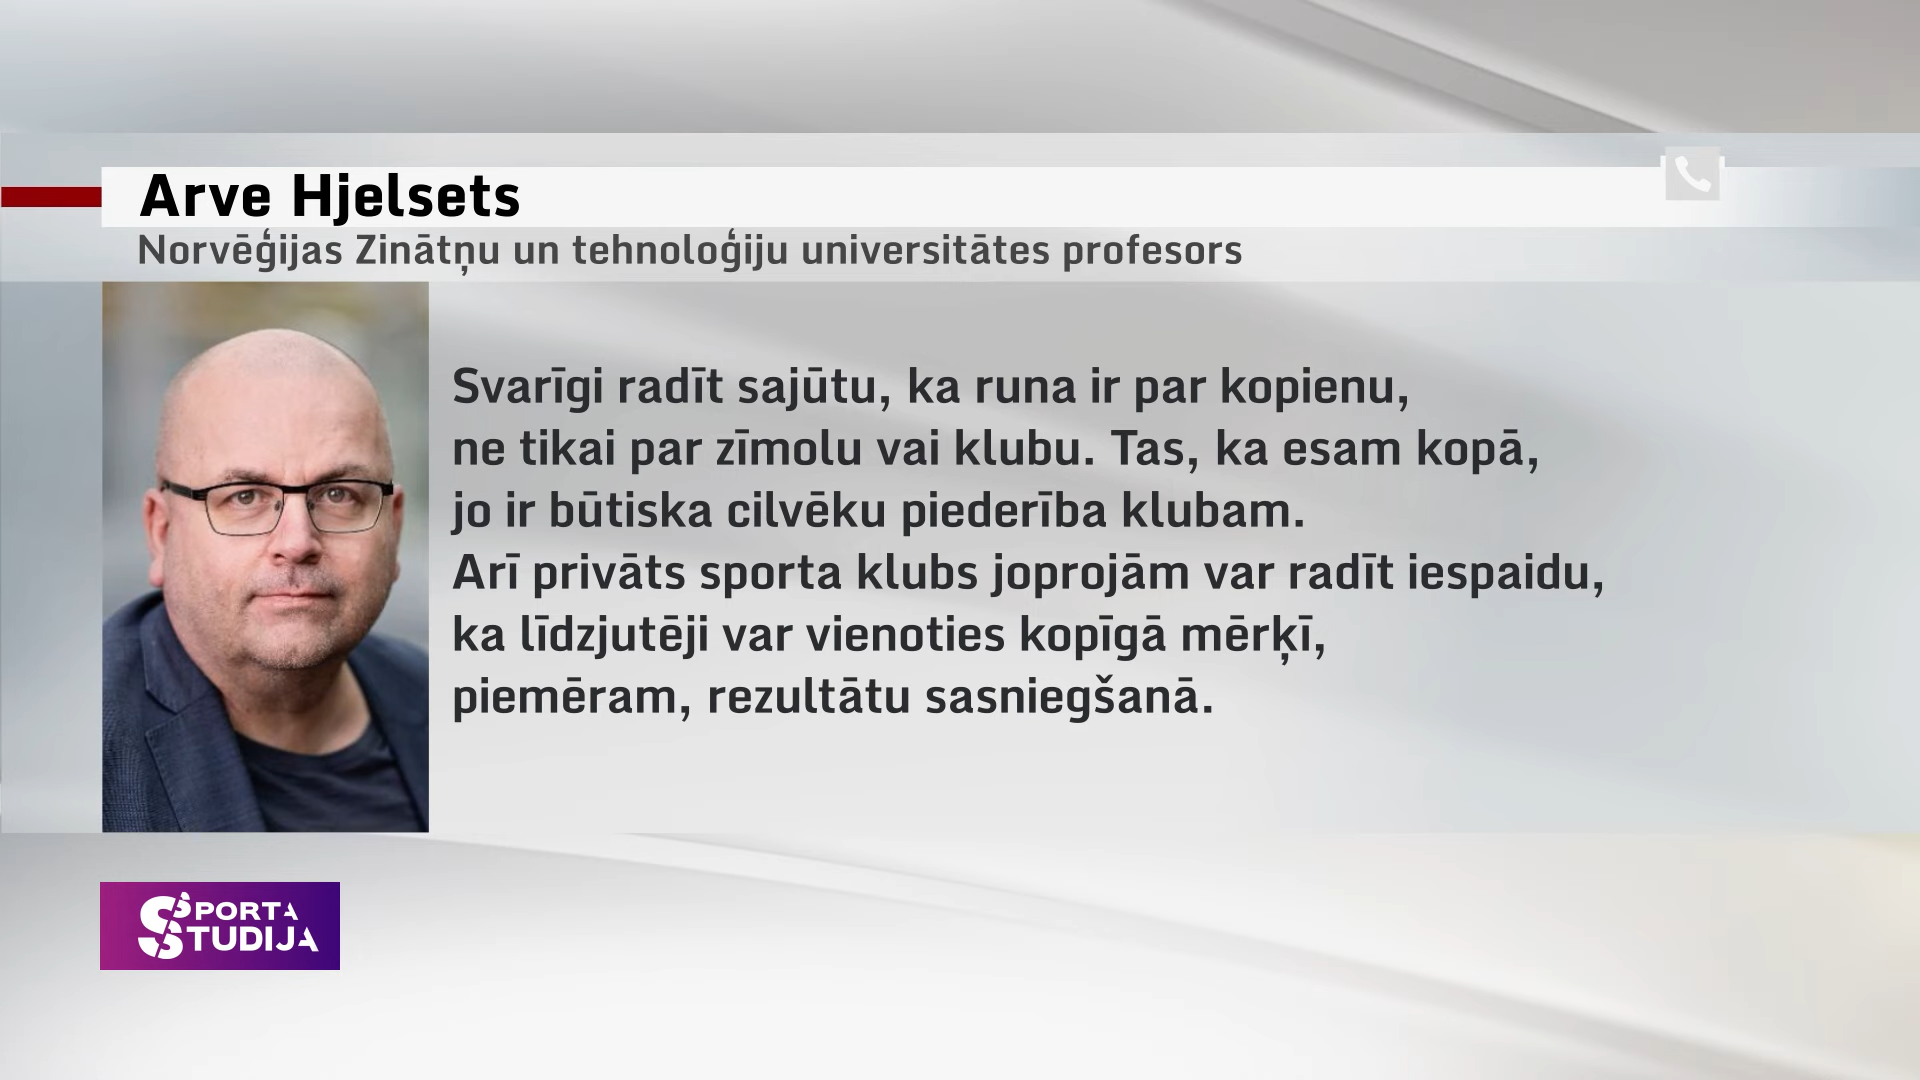 Arve Hjelsets
Norvēģijas Zinātņu un tehnoloģiju universitātes profesors
Svarīgi radīt sajūtu, ka runa ir par kopienu,
ne tikai par zīmolu vai klubu. Tas, ka esam kopā,
jo ir būtiska cilvēku piederība klubam.
Arī privāts sporta klubs joprojām var radīt iespaidu,
ka līdzjutēji var vienoties kopīgā mērķī,
piemēram, rezultātu sasniegšanā.
SPORTA
STUDIJA